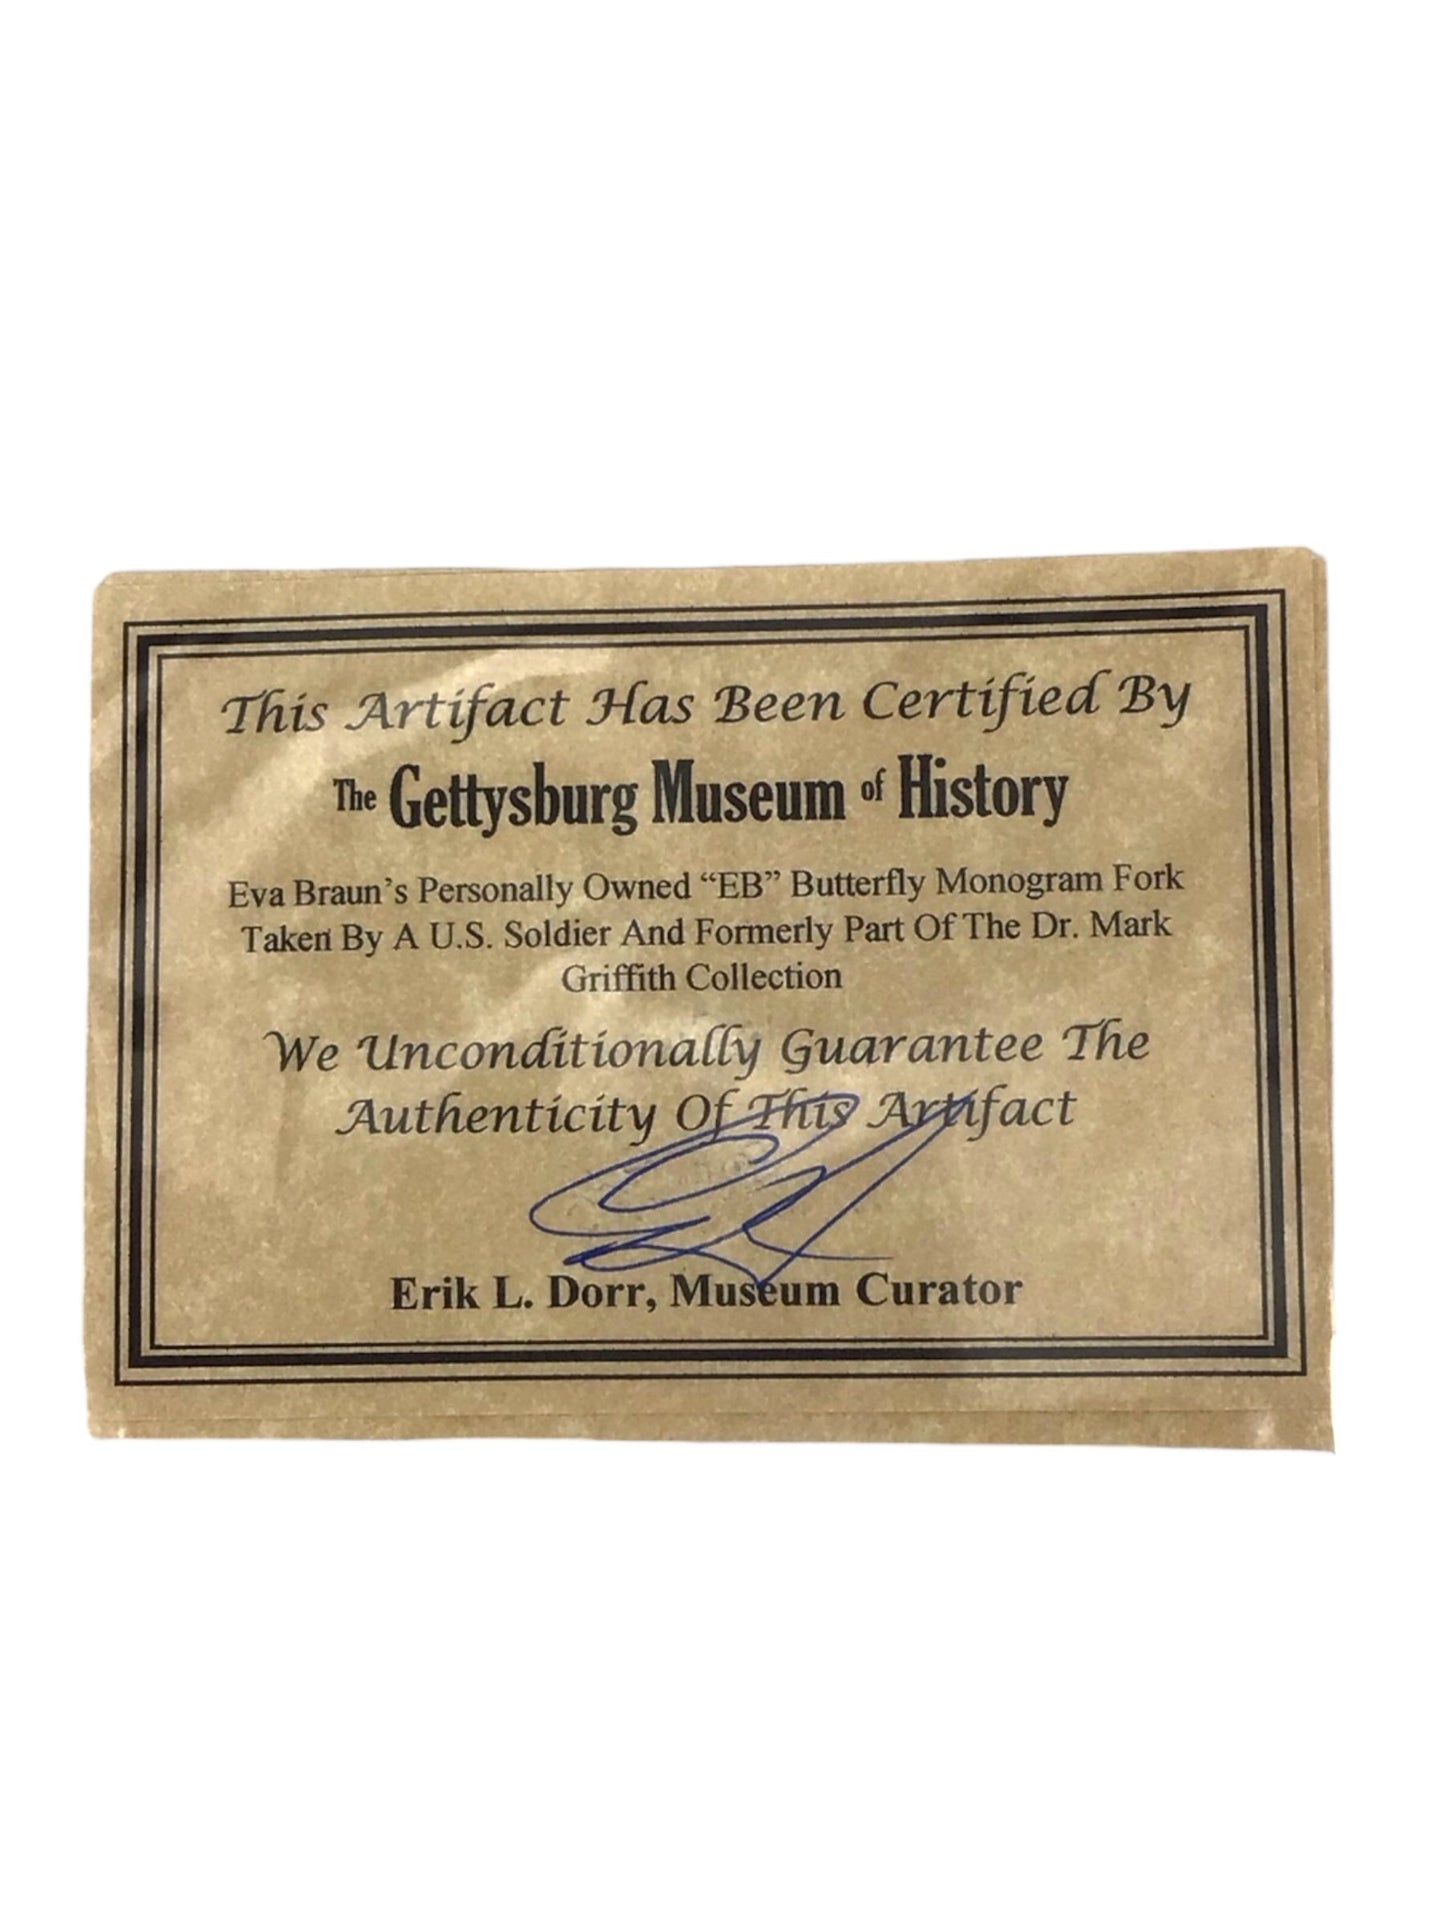 This Artifact Has Been Certified By
The Gettysburg Museum of History
Eva Braun's Personally Owned “EB” Butterfly Monogram Fork
Taken By A U.S. Soldier And Formerly Part Of The Dr. Mark
Griffith Collection
We Unconditionally Guarantee The
Authenticity Of This Artifact
Erik L. Dorr, Museum Curator